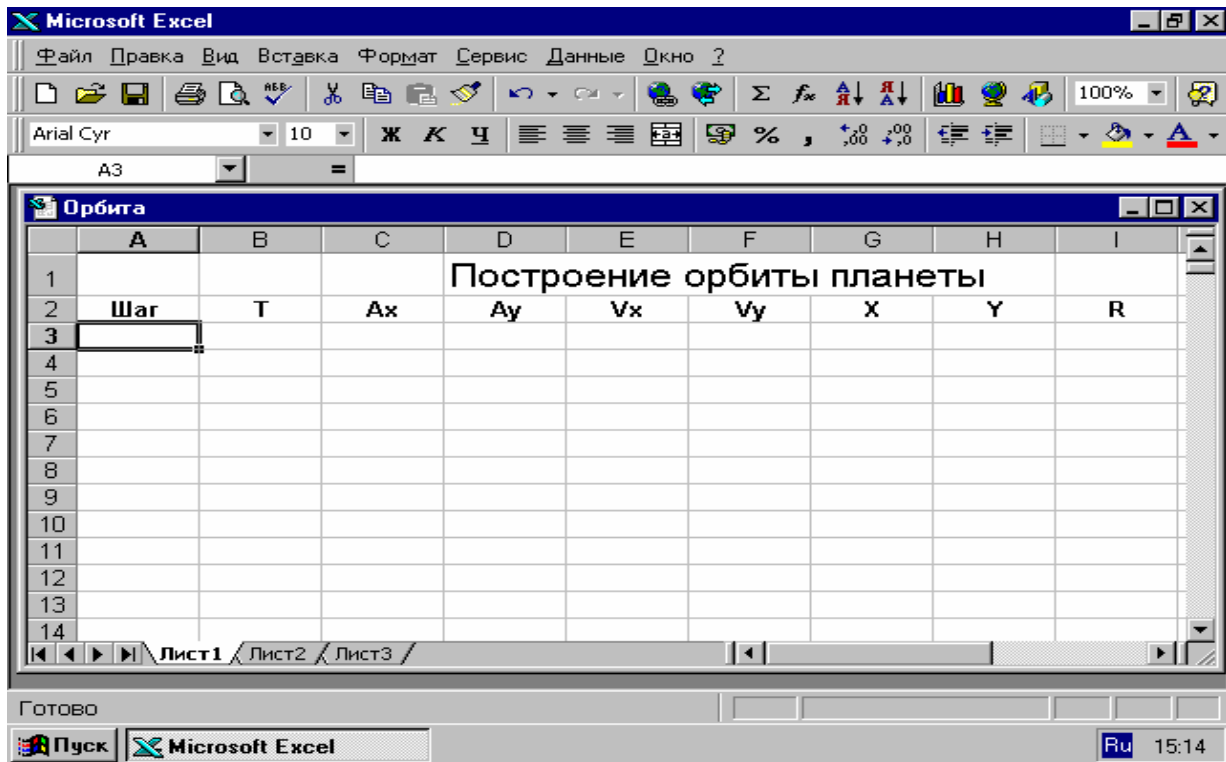 Microsoft Excel
Файл Правка Вид Вставка Формат Сервис Данные Окно ?
100%
Arial Cyr 10 Ж К Ч % ,
A3 =
Орбита
A B C D E F G H I
1 Построение орбиты планеты
2 Шаг T Ax Ay Vx Vy X Y R
3
4
5
6
7
8
9
10
11
12
13
14
Лист1 Лист2 Лист3
Готово
Пуск Microsoft Excel Ru 15:14